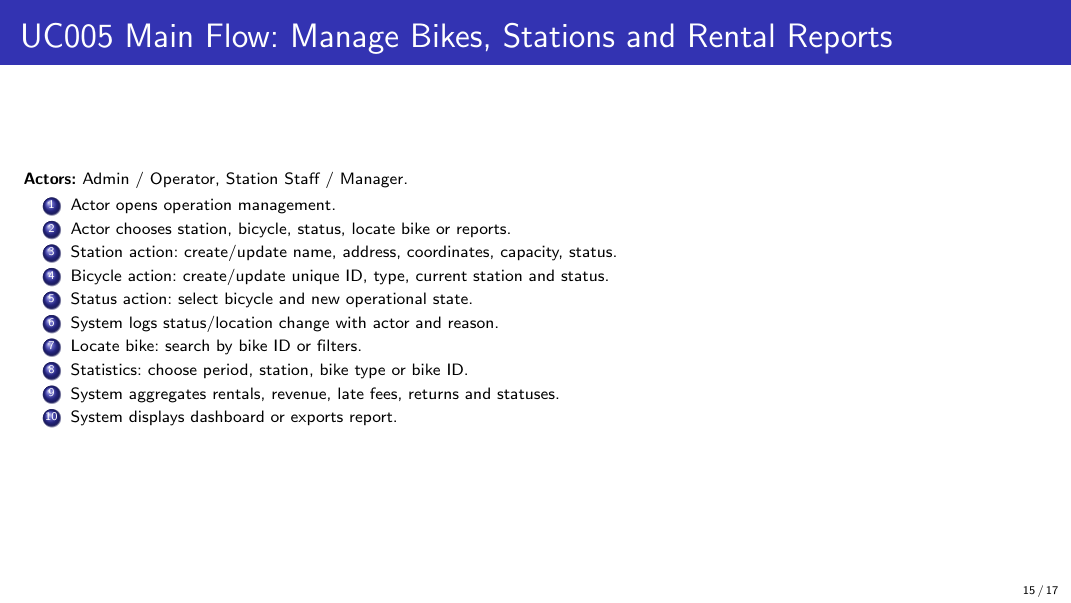 UC005 Main Flow: Manage Bikes, Stations and Rental Reports
Actors: Admin / Operator, Station Staff / Manager.
1 Actor opens operation management.
2 Actor chooses station, bicycle, status, locate bike or reports.
3 Station action: create/update name, address, coordinates, capacity, status.
4 Bicycle action: create/update unique ID, type, current station and status.
5 Status action: select bicycle and new operational state.
6 System logs status/location change with actor and reason.
7 Locate bike: search by bike ID or filters.
8 Statistics: choose period, station, bike type or bike ID.
9 System aggregates rentals, revenue, late fees, returns and statuses.
10 System displays dashboard or exports report.
15 / 17